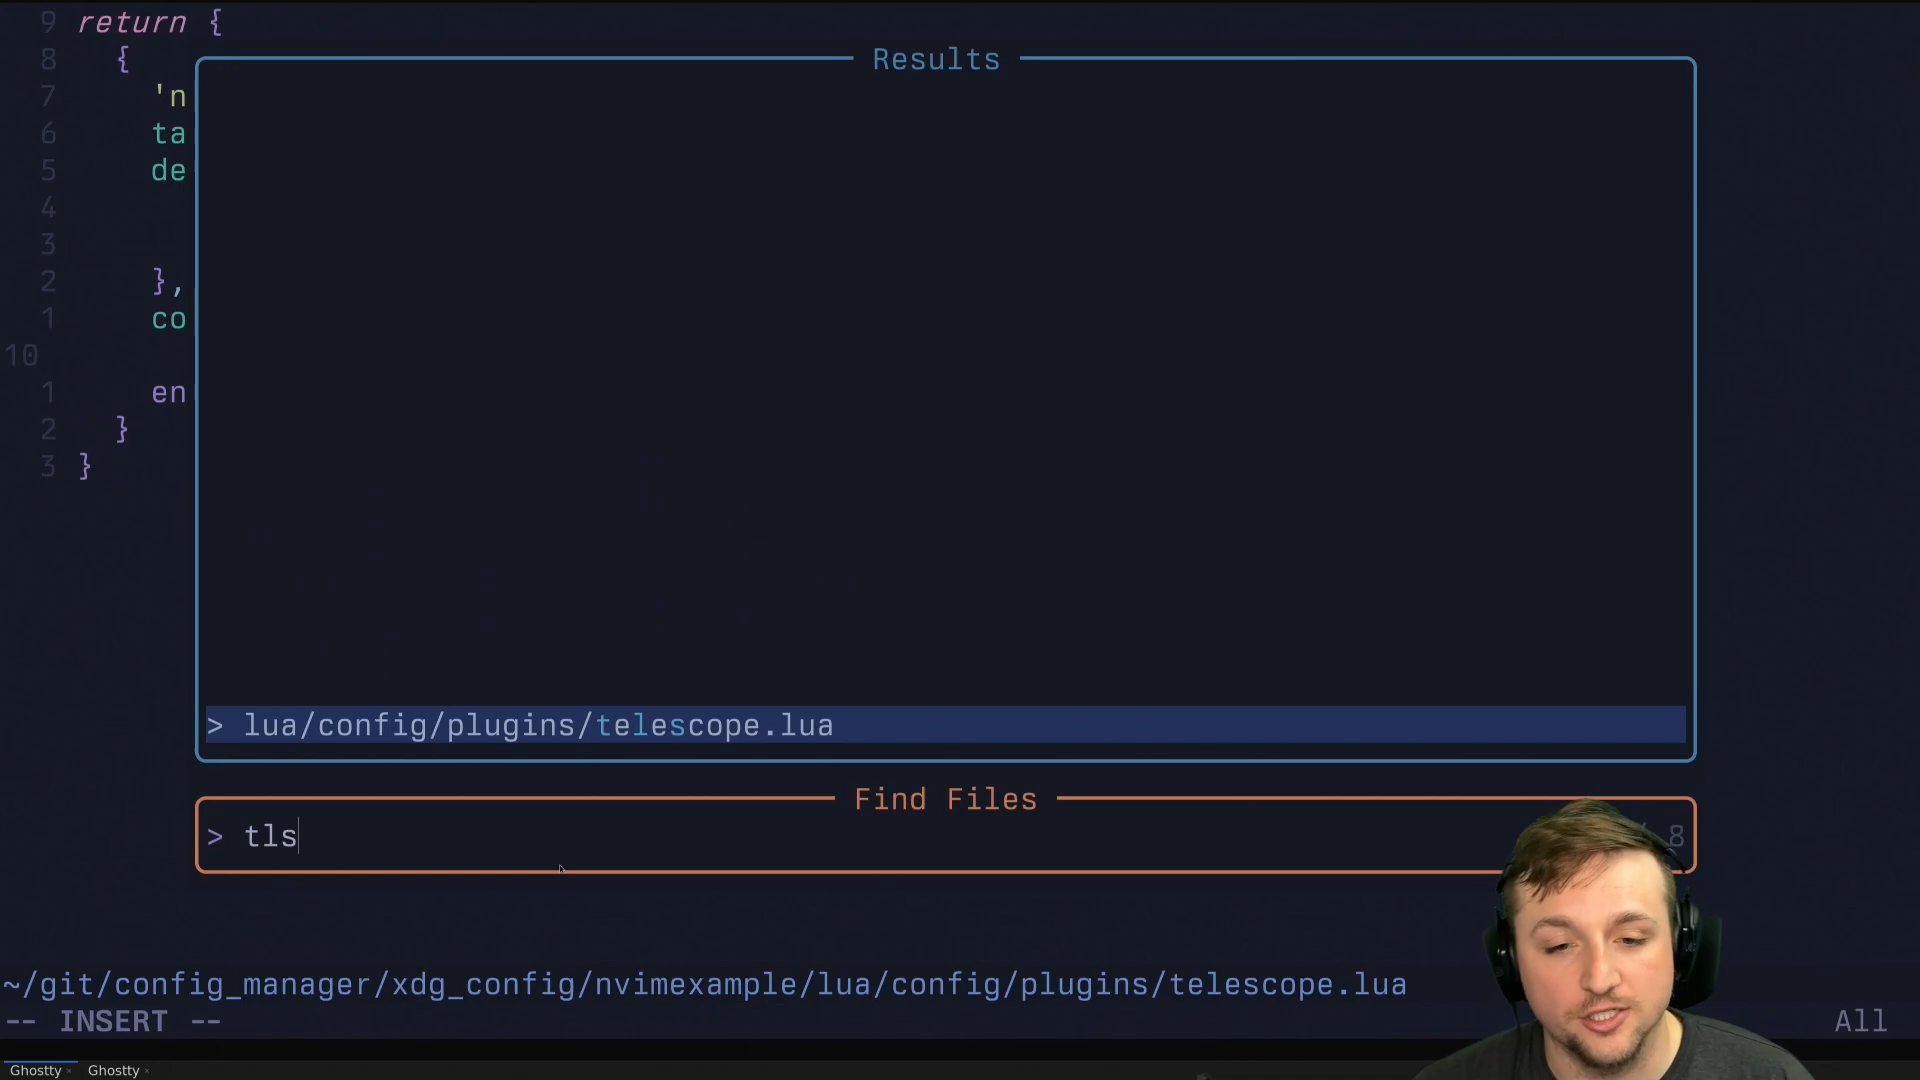 9 return {
8 {
7 'n
6 ta
5 de
4
3
2 },
1 co
10
1 en
2 }
3 }
Results
> lua/config/plugins/telescope.lua
Find Files
> tls
8
~/git/config_manager/xdg_config/nvimexample/lua/config/plugins/telescope.lua
-- INSERT --
All
Ghostty Ghostty